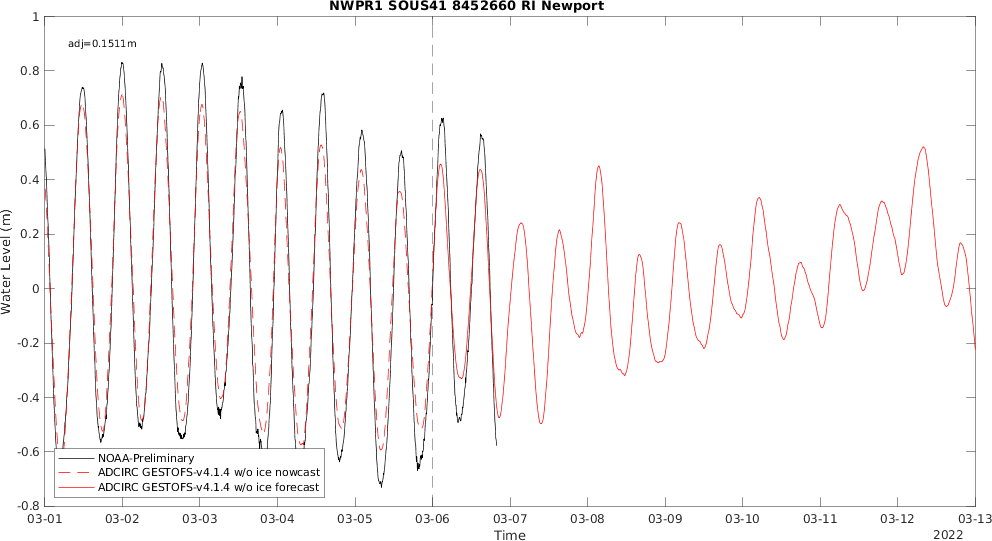 NWPR1 SOUS41 8452660 RI Newport
adj=0.1511m
1
0.8
0.6
0.4
0.2
0
-0.2
-0.4
-0.6
-0.8
Water Level (m)
NOAA-Preliminary
ADCIRC GESTOFS-v4.1.4 w/o ice nowcast
ADCIRC GESTOFS-v4.1.4 w/o ice forecast
03-01 03-02 03-03 03-04 03-05 03-06 03-07 03-08 03-09 03-10 03-11 03-12 03-13
Time
2022